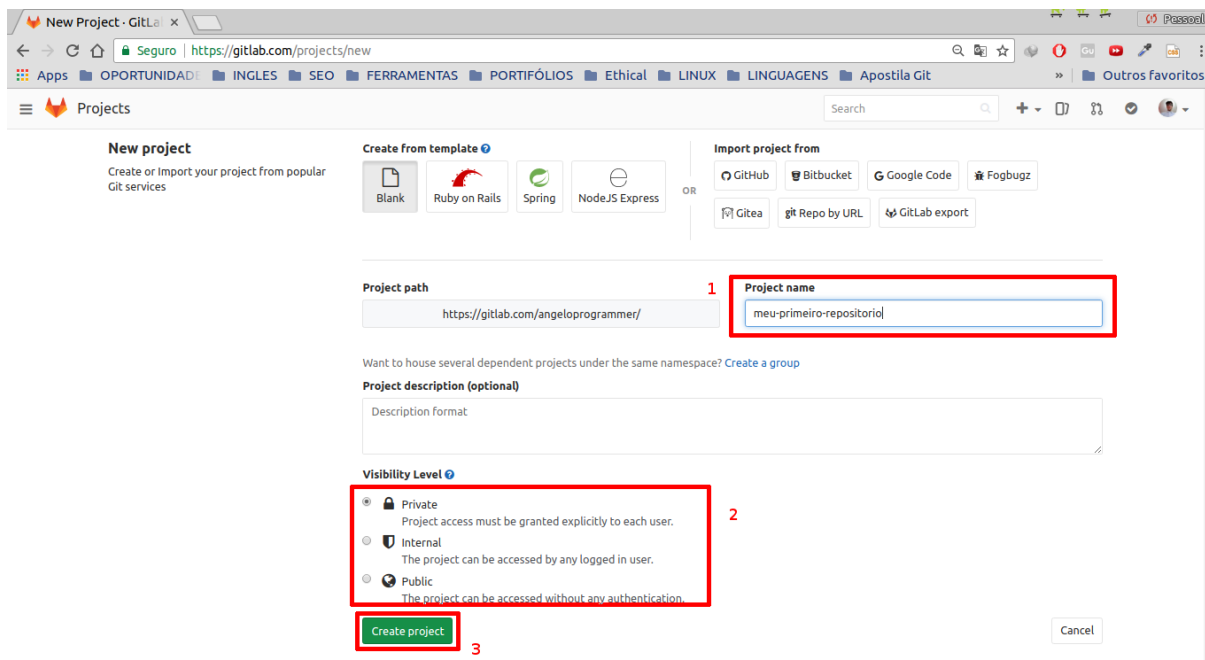 New Project · GitLa
Pessoal
Seguro | https://gitlab.com/projects/new
Apps OPORTUNIDADE INGLES SEO FERRAMENTAS PORTIFÓLIOS Ethical LINUX LINGUAGENS Apostila Git » Outros favoritos
Projects Search
New project
Create or Import your project from popular
Git services
Create from template
Blank Ruby on Rails Spring NodeJS Express
OR
Import project from
GitHub Bitbucket Google Code Fogbugz
Gitea git Repo by URL GitLab export
Project path 1 Project name
https://gitlab.com/angeloprogrammer/ meu-primeiro-repositorio
Want to house several dependent projects under the same namespace? Create a group
Project description (optional)
Description format
Visibility Level
Private
Project access must be granted explicitly to each user.
2
Internal
The project can be accessed by any logged in user.
Public
The project can be accessed without any authentication.
Create project Cancel
3